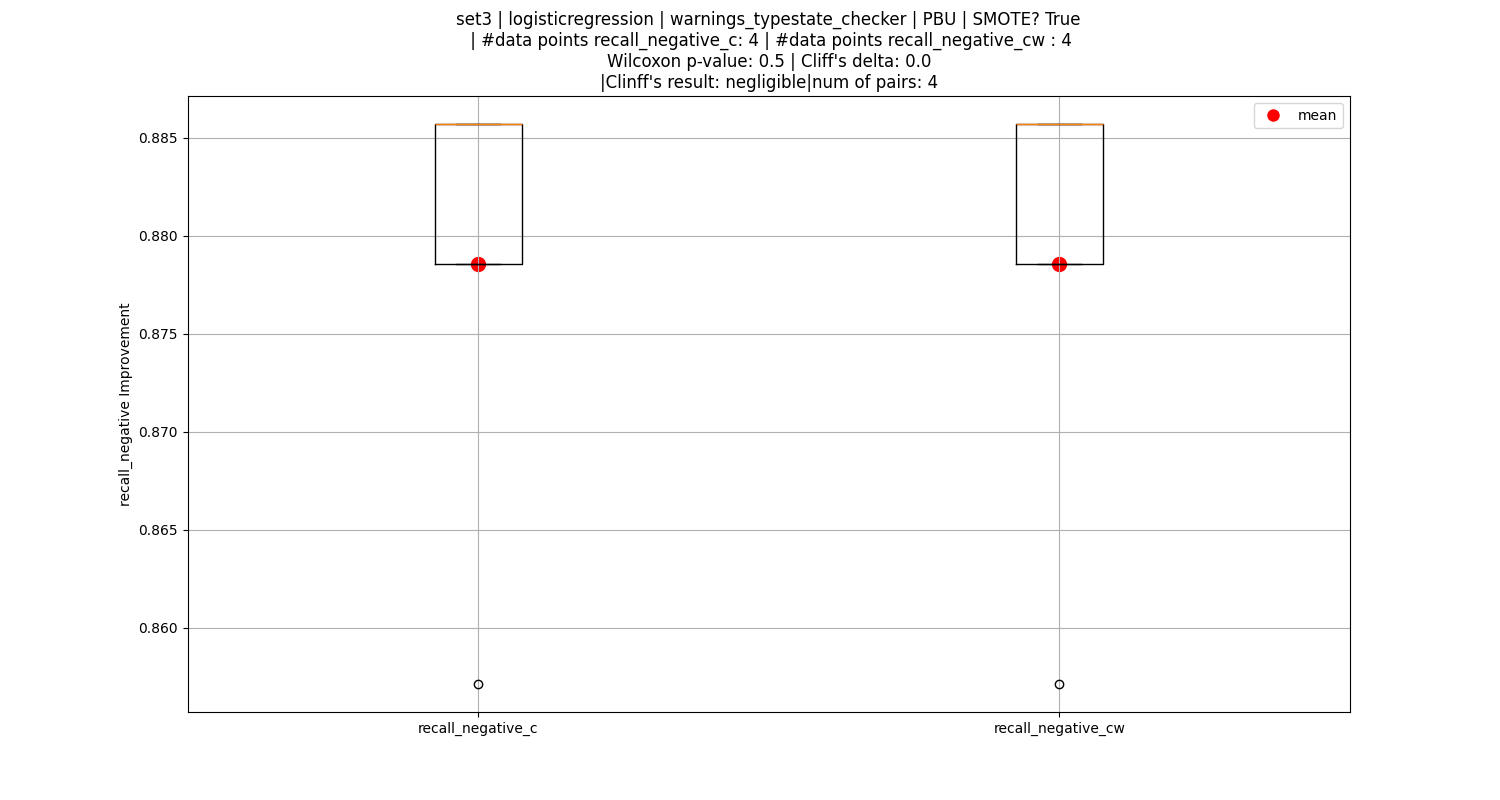 set3 | logisticregression | warnings_typestate_checker | PBU | SMOTE? True
| #data points recall_negative_c: 4 | #data points recall_negative_cw : 4
Wilcoxon p-value: 0.5 | Cliff's delta: 0.0
|Clinff's result: negligible|num of pairs: 4
mean
0.885
0.880
0.875
0.870
0.865
0.860
recall_negative Improvement
recall_negative_c
recall_negative_cw